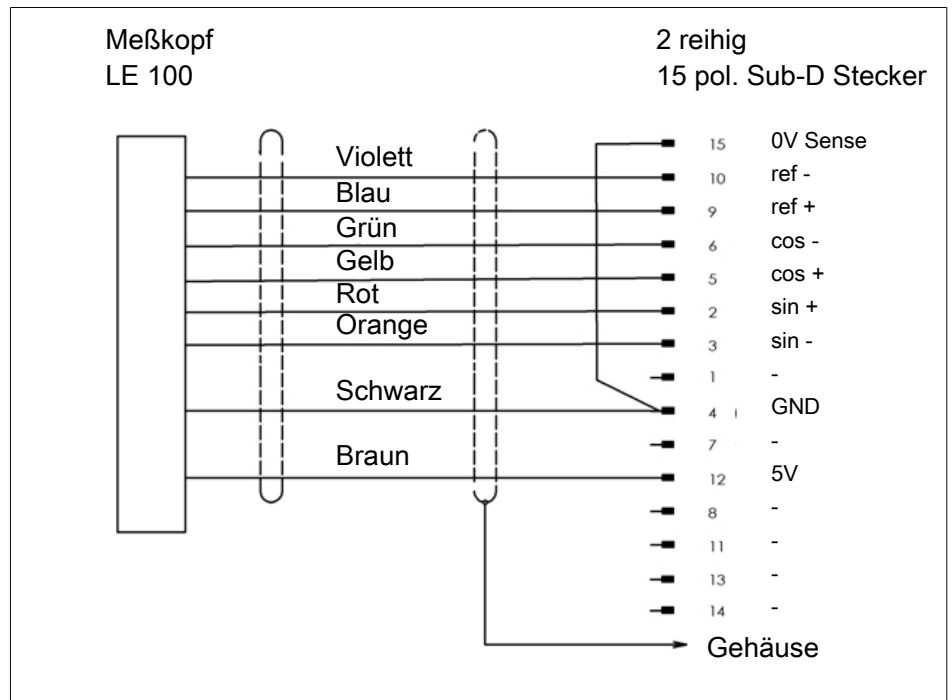 Meßkopf
LE 100
2 reihig
15 pol. Sub-D Stecker
15 0V Sense
Violett 10 ref -
Blau 9 ref +
Grün 6 cos -
Gelb 5 cos +
Rot 2 sin +
Orange 3 sin -
1 -
Schwarz 4 GND
7 -
Braun 12 5V
8 -
11 -
13 -
14 -
Gehäuse